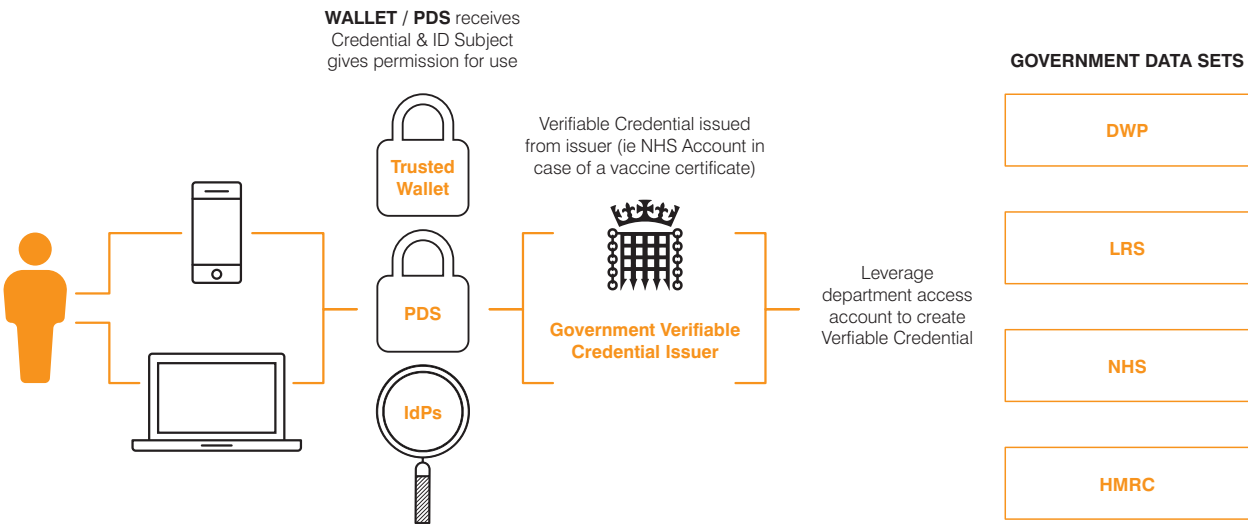 WALLET / PDS receives
Credential & ID Subject
gives permission for use
Trusted
Wallet
PDS
IdPs
Verifiable Credential issued
from issuer (ie NHS Account in
case of a vaccine certificate)
Government Verifiable
Credential Issuer
Leverage
department access
account to create
Verfiable Credential
GOVERNMENT DATA SETS
DWP
LRS
NHS
HMRC